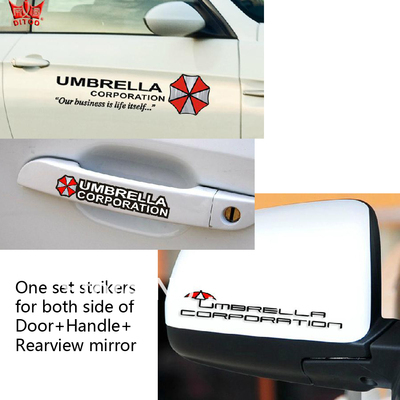 DITOO
UMBRELLA
CORPORATION
"Our business is life itself..."
UMBRELLA
CORPORATION
UMBRELLA
CORPORATION
One set stickers
for both side of
Door+Handle+
Rearview mirror